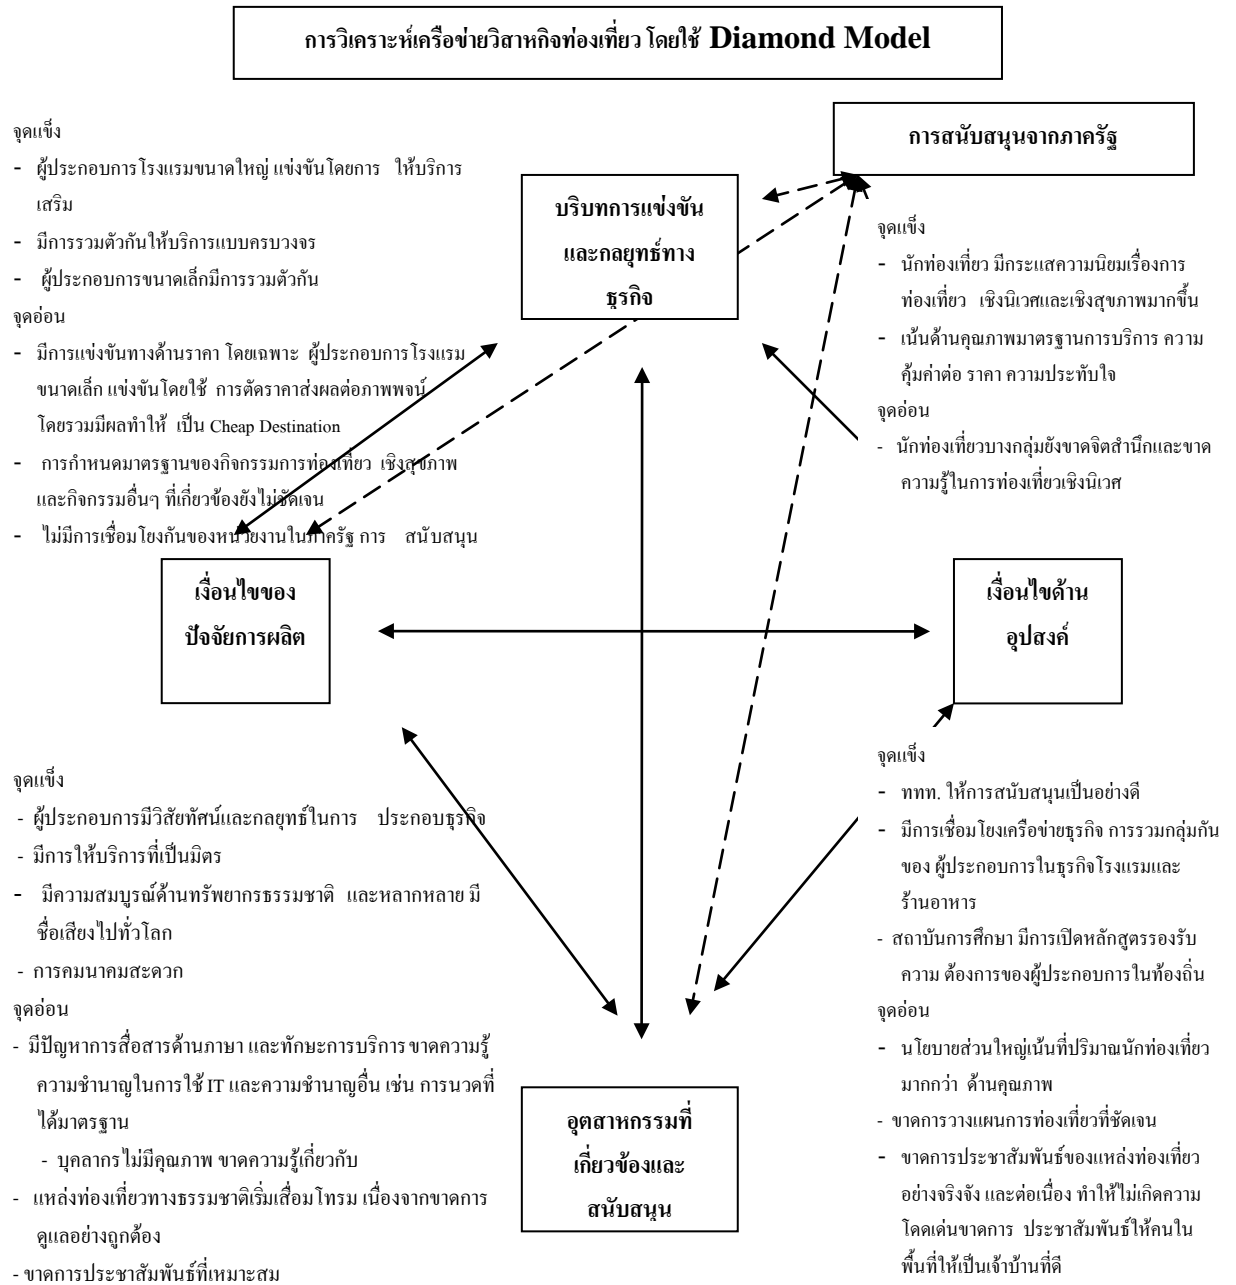 การวิเคราะห์เครือข่ายวิสาหกิจท่องเที่ยว โดยใช้ Diamond Model
การสนับสนุนจากภาครัฐ
จุดแข็ง
- ผู้ประกอบการโรงแรมขนาดใหญ่ แข่งขันโดยการ ให้บริการ
เสริม
- มีการรวมตัวกันให้บริการแบบครบวงจร
- ผู้ประกอบการขนาดเล็กมีการรวมตัวกัน
จุดอ่อน
- มีการแข่งขันทางด้านราคา โดยเฉพาะ ผู้ประกอบการโรงแรม
ขนาดเล็ก แข่งขันโดยใช้ การตัดราคาส่งผลต่อภาพพจน์
โดยรวมมีผลทำให้ เป็น Cheap Destination
- การกำหนดมาตรฐานของกิจกรรมการท่องเที่ยว เชิงสุขภาพ
และกิจกรรมอื่นๆ ที่เกี่ยวข้องยังไม่ชัดเจน
- ไม่มีการเชื่อมโยงกันของหน่วยงานในภาครัฐ การ สนับสนุน
บริบทการแข่งขัน
และกลยุทธ์ทาง
ธุรกิจ
จุดแข็ง
- นักท่องเที่ยว มีกระแสความนิยมเรื่องการ
ท่องเที่ยว เชิงนิเวศและเชิงสุขภาพมากขึ้น
- เน้นด้านคุณภาพมาตรฐานการบริการ ความ
คุ้มค่าต่อ ราคา ความประทับใจ
จุดอ่อน
- นักท่องเที่ยวบางกลุ่มยังขาดจิตสำนึกและขาด
ความรู้ในการท่องเที่ยวเชิงนิเวศ
เงื่อนไขของ
ปัจจัยการผลิต
เงื่อนไขด้าน
อุปสงค์
จุดแข็ง
- ผู้ประกอบการมีวิสัยทัศน์และกลยุทธ์ในการ ประกอบธุรกิจ
- มีการให้บริการที่เป็นมิตร
- มีความสมบูรณ์ด้านทรัพยากรธรรมชาติ และหลากหลาย มี
ชื่อเสียงไปทั่วโลก
- การคมนาคมสะดวก
จุดอ่อน
- มีปัญหาการสื่อสารด้านภาษา และทักษะการบริการ ขาดความรู้
ความชำนาญในการใช้ IT และความชำนาญอื่น เช่น การนวดที่
ได้มาตรฐาน
- บุคลากรไม่มีคุณภาพ ขาดความรู้เกี่ยวกับ
- แหล่งท่องเที่ยวทางธรรมชาติเริ่มเสื่อมโทรม เนื่องจากขาดการ
ดูแลอย่างถูกต้อง
- ขาดการประชาสัมพันธ์ที่เหมาะสม
อุตสาหกรรมที่
เกี่ยวข้องและ
สนับสนุน
จุดแข็ง
- ททท. ให้การสนับสนุนเป็นอย่างดี
- มีการเชื่อมโยงเครือข่ายธุรกิจ การรวมกลุ่มกัน
ของ ผู้ประกอบการในธุรกิจโรงแรมและ
ร้านอาหาร
- สถาบันการศึกษา มีการเปิดหลักสูตรรองรับ
ความ ต้องการของผู้ประกอบการในท้องถิ่น
จุดอ่อน
- นโยบายส่วนใหญ่เน้นที่ปริมาณนักท่องเที่ยว
มากกว่า ด้านคุณภาพ
- ขาดการวางแผนการท่องเที่ยวที่ชัดเจน
- ขาดการประชาสัมพันธ์ของแหล่งท่องเที่ยว
อย่างจริงจัง และต่อเนื่อง ทำให้ไม่เกิดความ
โดดเด่นขาดการ ประชาสัมพันธ์ให้คนใน
พื้นที่ให้เป็นเจ้าบ้านที่ดี